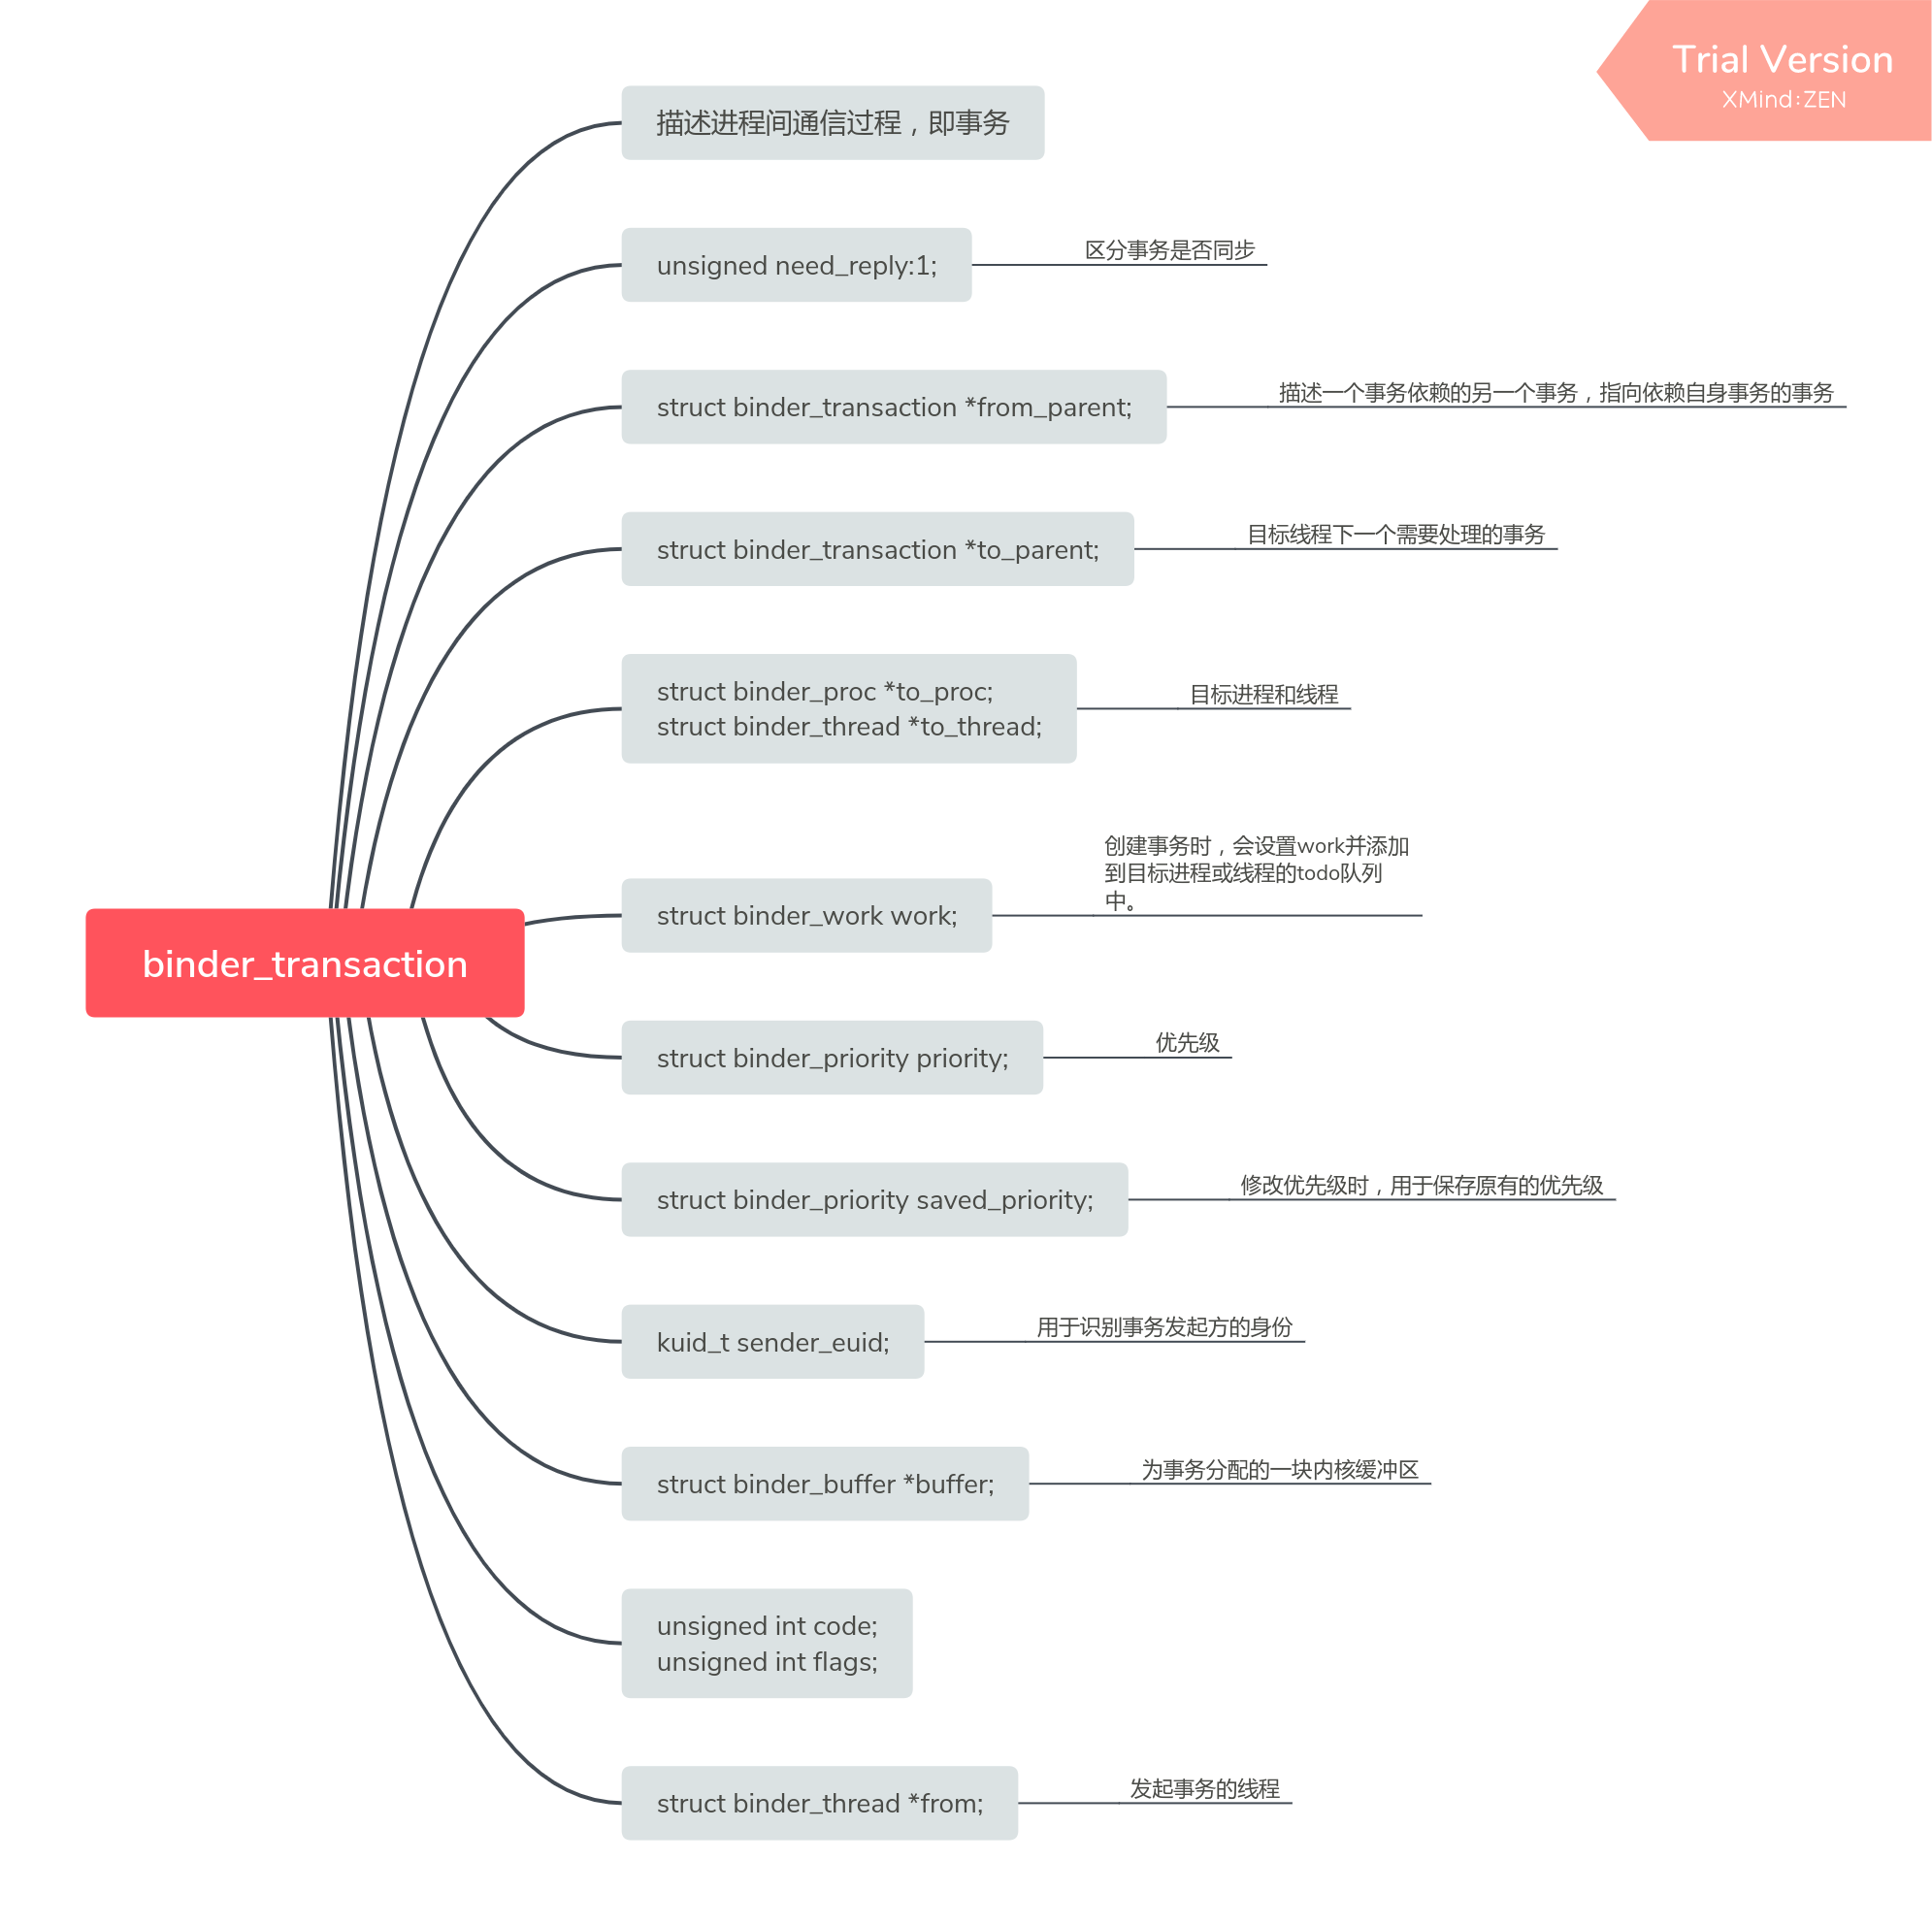 Trial Version
XMind:ZEN
描述进程间通信过程，即事务
unsigned need_reply:1;
区分事务是否同步
struct binder_transaction *from_parent;
描述一个事务依赖的另一个事务，指向依赖自身事务的事务
struct binder_transaction *to_parent;
目标线程下一个需要处理的事务
struct binder_proc *to_proc;
struct binder_thread *to_thread;
目标进程和线程
创建事务时，会设置work并添加
到目标进程或线程的todo队列
中。
struct binder_work work;
binder_transaction
struct binder_priority priority;
优先级
struct binder_priority saved_priority;
修改优先级时，用于保存原有的优先级
kuid_t sender_euid;
用于识别事务发起方的身份
struct binder_buffer *buffer;
为事务分配的一块内核缓冲区
unsigned int code;
unsigned int flags;
struct binder_thread *from;
发起事务的线程